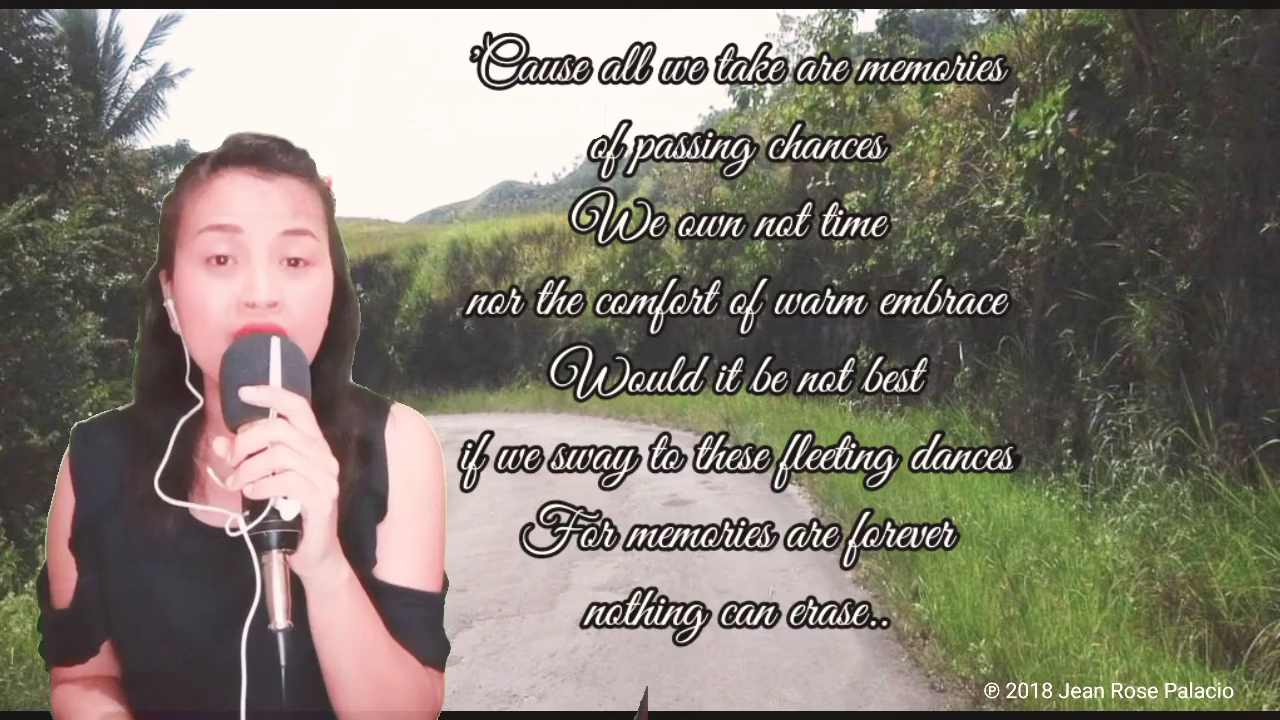 'Cause all we take are memories
of passing chances
We own not time
nor the comfort of warm embrace
Would it be not best
if we sway to these fleeting dances
For memories are forever
nothing can erase..
℗ 2018 Jean Rose Palacio